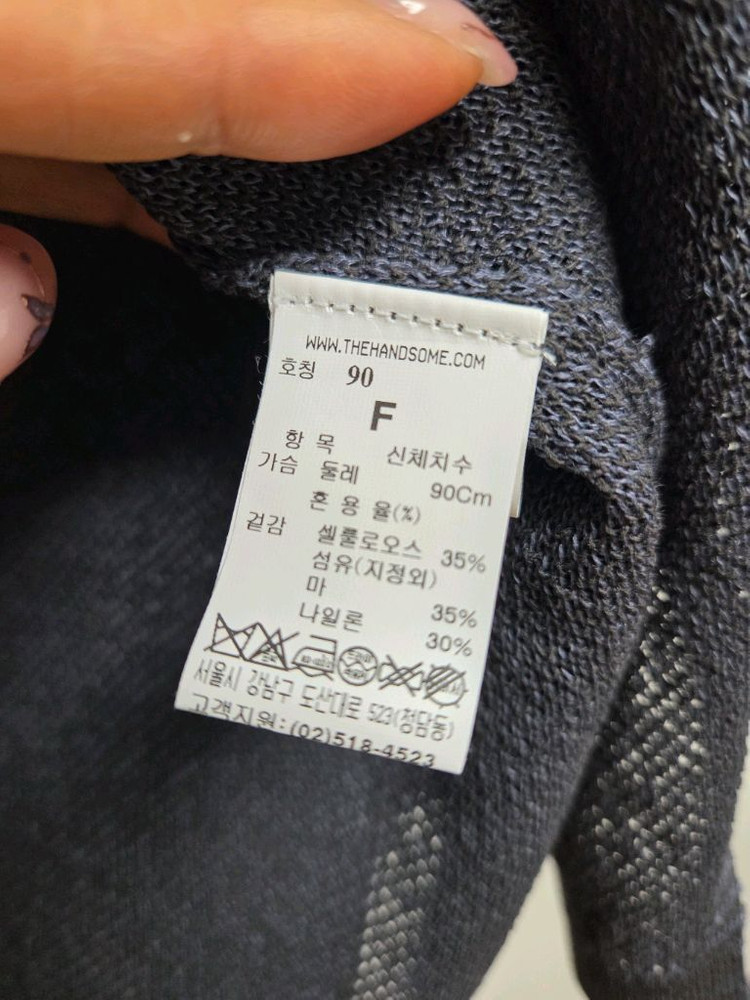 WWW.THEHANDSOME.COM
호칭 90
F
항 목 신체치수
가슴 둘레 90Cm
혼 용 율(%)
겉감 셀룰로오스 35%
섬유(지정외)
마 35%
나일론 30%
서울시 강남구 도산대로 523(청담동)
고객지원:(02)518-4523